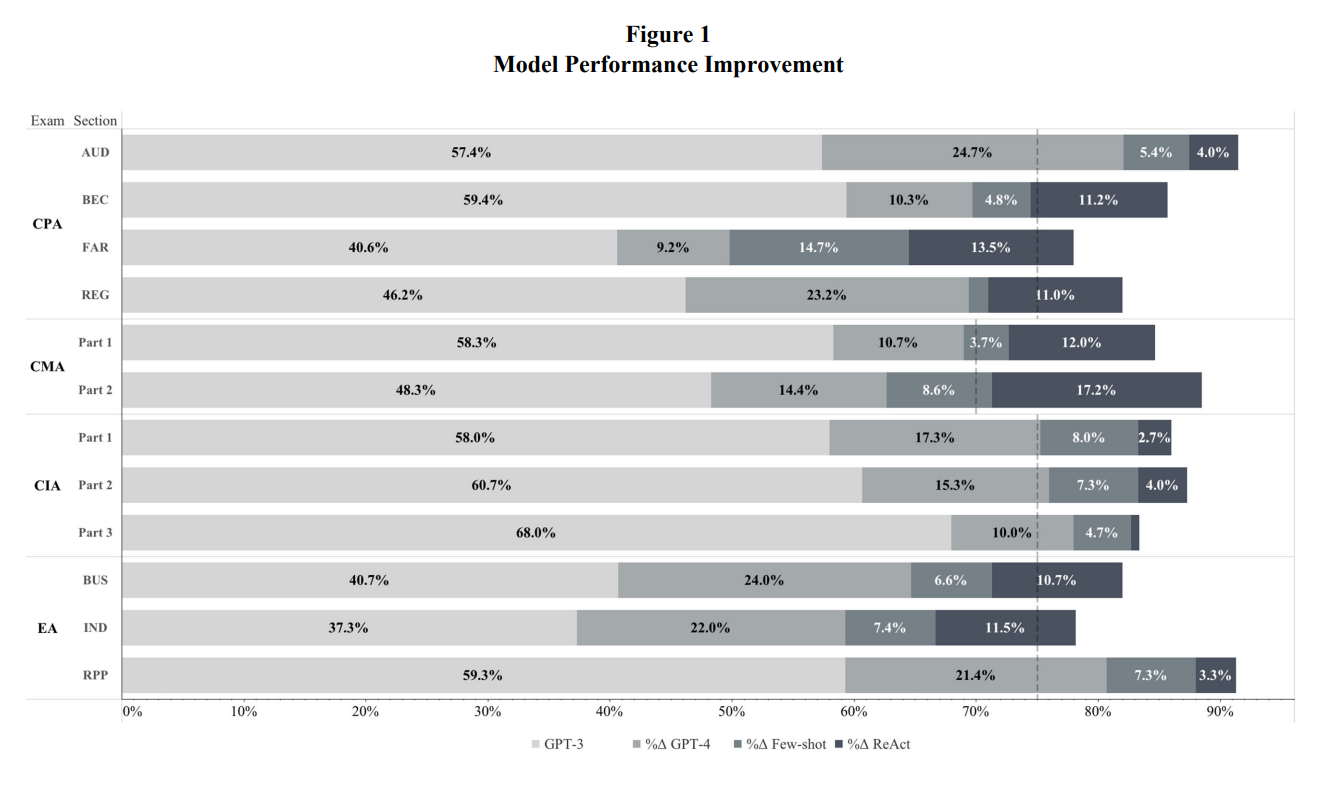 Figure 1
Model Performance Improvement
Exam Section
CPA
AUD 57.4% 24.7% 5.4% 4.0%
BEC 59.4% 10.3% 4.8% 11.2%
FAR 40.6% 9.2% 14.7% 13.5%
REG 46.2% 23.2% 11.0%
CMA
Part 1 58.3% 10.7% 3.7% 12.0%
Part 2 48.3% 14.4% 8.6% 17.2%
CIA
Part 1 58.0% 17.3% 8.0% 2.7%
Part 2 60.7% 15.3% 7.3% 4.0%
Part 3 68.0% 10.0% 4.7%
EA
BUS 40.7% 24.0% 6.6% 10.7%
IND 37.3% 22.0% 7.4% 11.5%
RPP 59.3% 21.4% 7.3% 3.3%
0% 10% 20% 30% 40% 50% 60% 70% 80% 90%
GPT-3 %Δ GPT-4 %Δ Few-shot %Δ ReAct